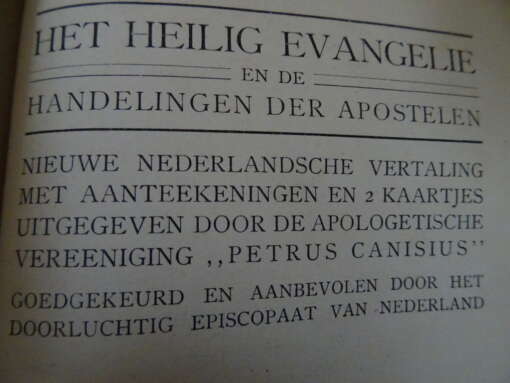 HET HEILIG EVANGELIE
EN DE
HANDELINGEN DER APOSTELEN
NIEUWE NEDERLANDSCHE VERTALING
MET AANTEEKENINGEN EN 2 KAARTJES
UITGEGEVEN DOOR DE APOLOGETISCHE
VEREENIGING ,,PETRUS CANISIUS"
GOEDGEKEURD EN AANBEVOLEN DOOR HET
DOORLUCHTIG EPISCOPAAT VAN NEDERLAND